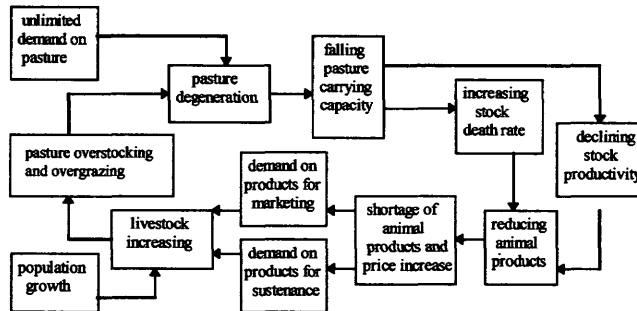 unlimited
demand on
pasture
pasture
degeneration
falling
pasture
carrying
capacity
increasing
stock
death rate
declining
stock
productivity
pasture overstocking
and overgrazing
demand on
products for
marketing
livestock
increasing
shortage of
animal
products and
price increase
reducing
animal
products
population
growth
demand on
products for
sustenance